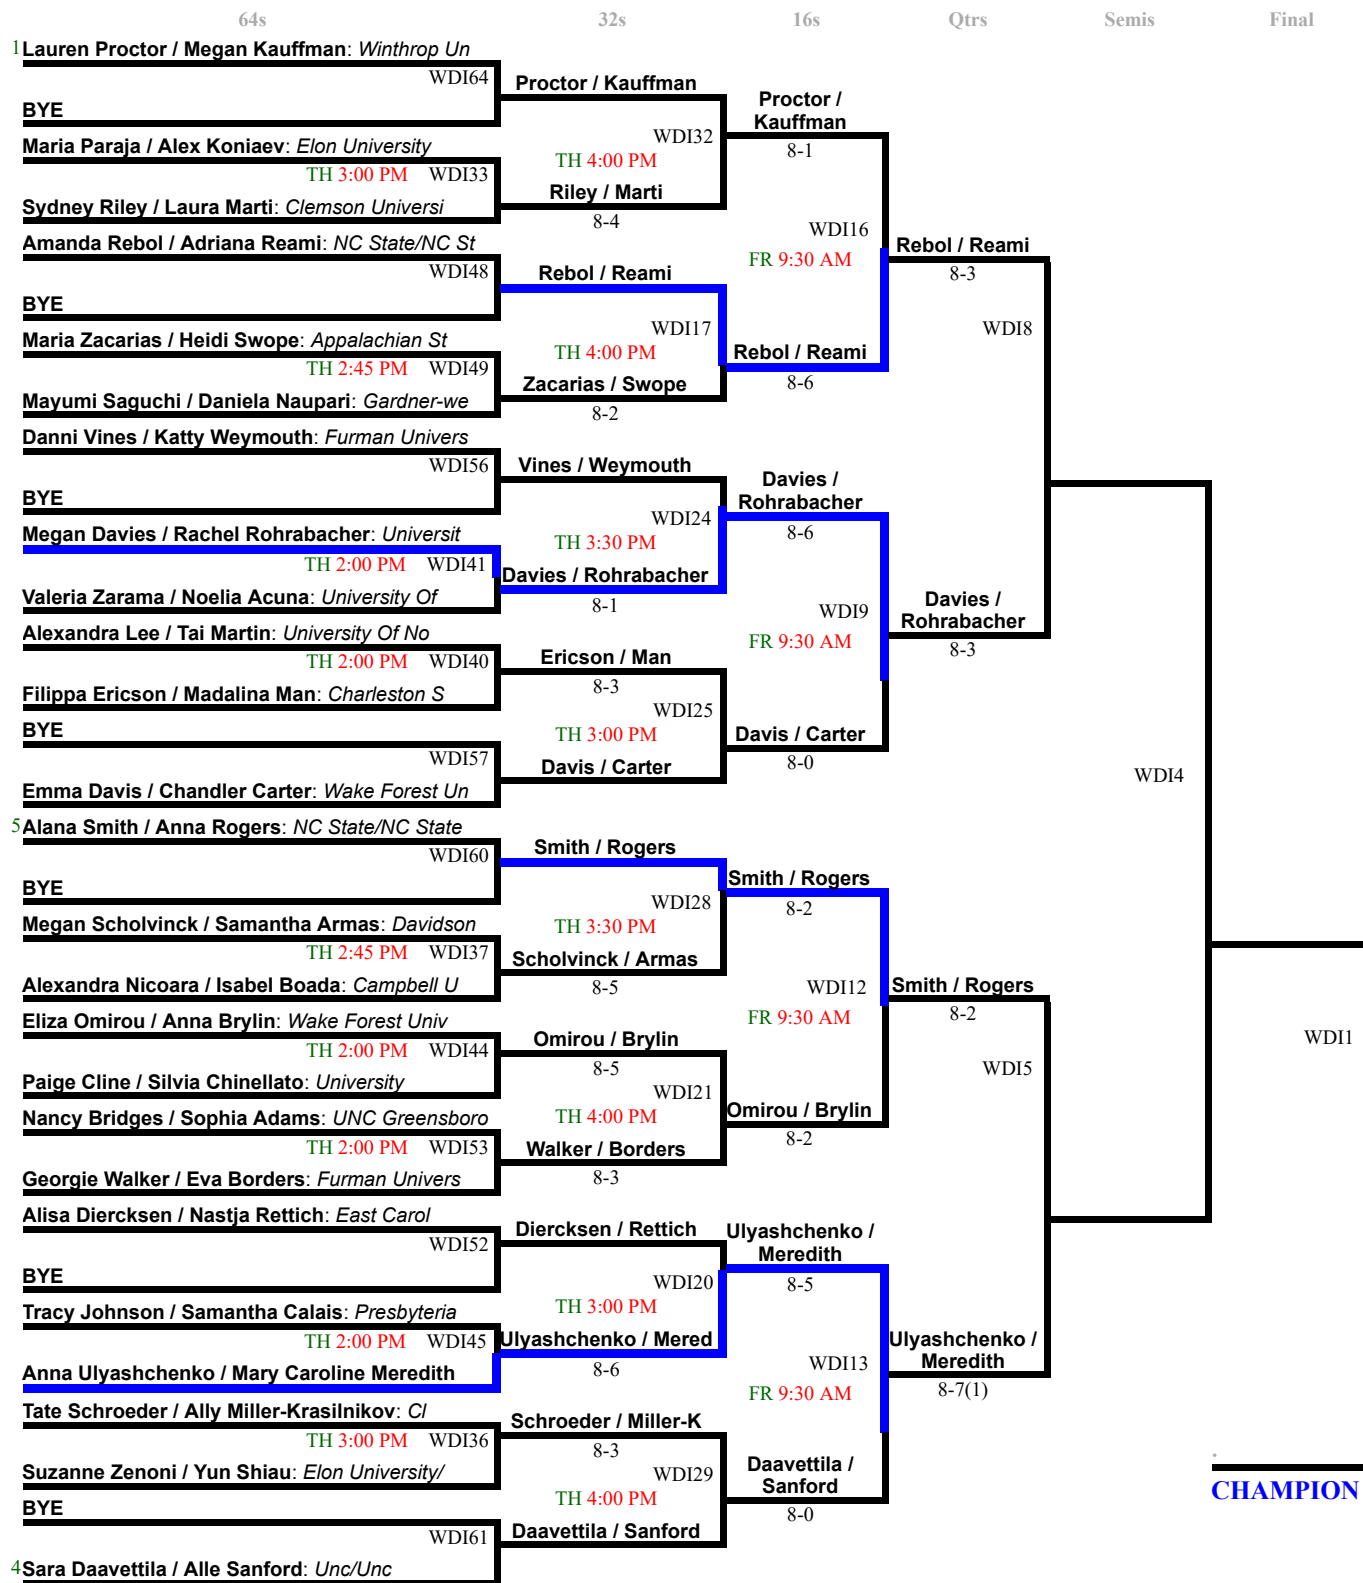 64s 32s 16s Qtrs Semis Final
1 Lauren Proctor / Megan Kauffman: Winthrop Un
WDI64
BYE
Maria Paraja / Alex Koniaev: Elon University
TH 3:00 PM WDI33
Sydney Riley / Laura Marti: Clemson Universi
Amanda Rebol / Adriana Reami: NC State/NC St
WDI48
BYE
Maria Zacarias / Heidi Swope: Appalachian St
TH 2:45 PM WDI49
Mayumi Saguchi / Daniela Naupari: Gardner-we
Danni Vines / Katty Weymouth: Furman Univers
WDI56
BYE
Megan Davies / Rachel Rohrabacher: Universit
TH 2:00 PM WDI41
Valeria Zarama / Noelia Acuna: University Of
Alexandra Lee / Tai Martin: University Of No
TH 2:00 PM WDI40
Filippa Ericson / Madalina Man: Charleston S
BYE
WDI57
Emma Davis / Chandler Carter: Wake Forest Un
5 Alana Smith / Anna Rogers: NC State/NC State
WDI60
BYE
Megan Scholvinck / Samantha Armas: Davidson
TH 2:45 PM WDI37
Alexandra Nicoara / Isabel Boada: Campbell U
Eliza Omirou / Anna Brylin: Wake Forest Univ
TH 2:00 PM WDI44
Paige Cline / Silvia Chinellato: University
Nancy Bridges / Sophia Adams: UNC Greensboro
TH 2:00 PM WDI53
Georgie Walker / Eva Borders: Furman Univers
Alisa Diercksen / Nastja Rettich: East Carol
WDI52
BYE
Tracy Johnson / Samantha Calais: Presbyteria
TH 2:00 PM WDI45
Anna Ulyashchenko / Mary Caroline Meredith
Tate Schroeder / Ally Miller-Krasilnikov: Cl
TH 3:00 PM WDI36
Suzanne Zenoni / Yun Shiau: Elon University/
BYE
WDI61
4 Sara Daavettila / Alle Sanford: Unc/Unc
Proctor / Kauffman
WDI32
TH 4:00 PM
Riley / Marti
8-4
Rebol / Reami
WDI17
TH 4:00 PM
Zacarias / Swope
8-2
Vines / Weymouth
WDI24
TH 3:30 PM
Davies / Rohrabacher
8-1
Ericson / Man
8-3
WDI25
TH 3:00 PM
Davis / Carter
Smith / Rogers
WDI28
TH 3:30 PM
Scholvinck / Armas
8-5
Omirou / Brylin
8-5
WDI21
TH 4:00 PM
Walker / Borders
8-3
Diercksen / Rettich
WDI20
TH 3:00 PM
Ulyashchenko / Mered
8-6
Schroeder / Miller-K
8-3
WDI29
TH 4:00 PM
Daavettila / Sanford
Proctor /
Kauffman
8-1
WDI16
FR 9:30 AM
Rebol / Reami
8-6
Davies /
Rohrabacher
8-6
WDI9
FR 9:30 AM
Davis / Carter
8-0
Smith / Rogers
8-2
WDI12
FR 9:30 AM
Omirou / Brylin
8-2
Ulyashchenko /
Meredith
8-5
WDI13
FR 9:30 AM
Daavettila /
Sanford
8-0
Rebol / Reami
8-3
WDI8
Davies /
Rohrabacher
8-3
Smith / Rogers
8-2
WDI5
Ulyashchenko /
Meredith
8-7(1)
WDI4
WDI1
CHAMPION